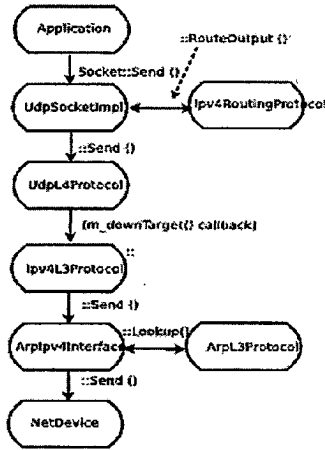 Application
::RouteOutput ()
Socket::Send ()
UdpSocketImpl
Ipv4RoutingProtocol
::Send ()
UdpL4Protocol
(m_downTarget() callback)
Ipv4L3Protocol
::
::Send ()
::Lookup()
ArpIpv4Interface
ArpL3Protocol
::Send ()
NetDevice